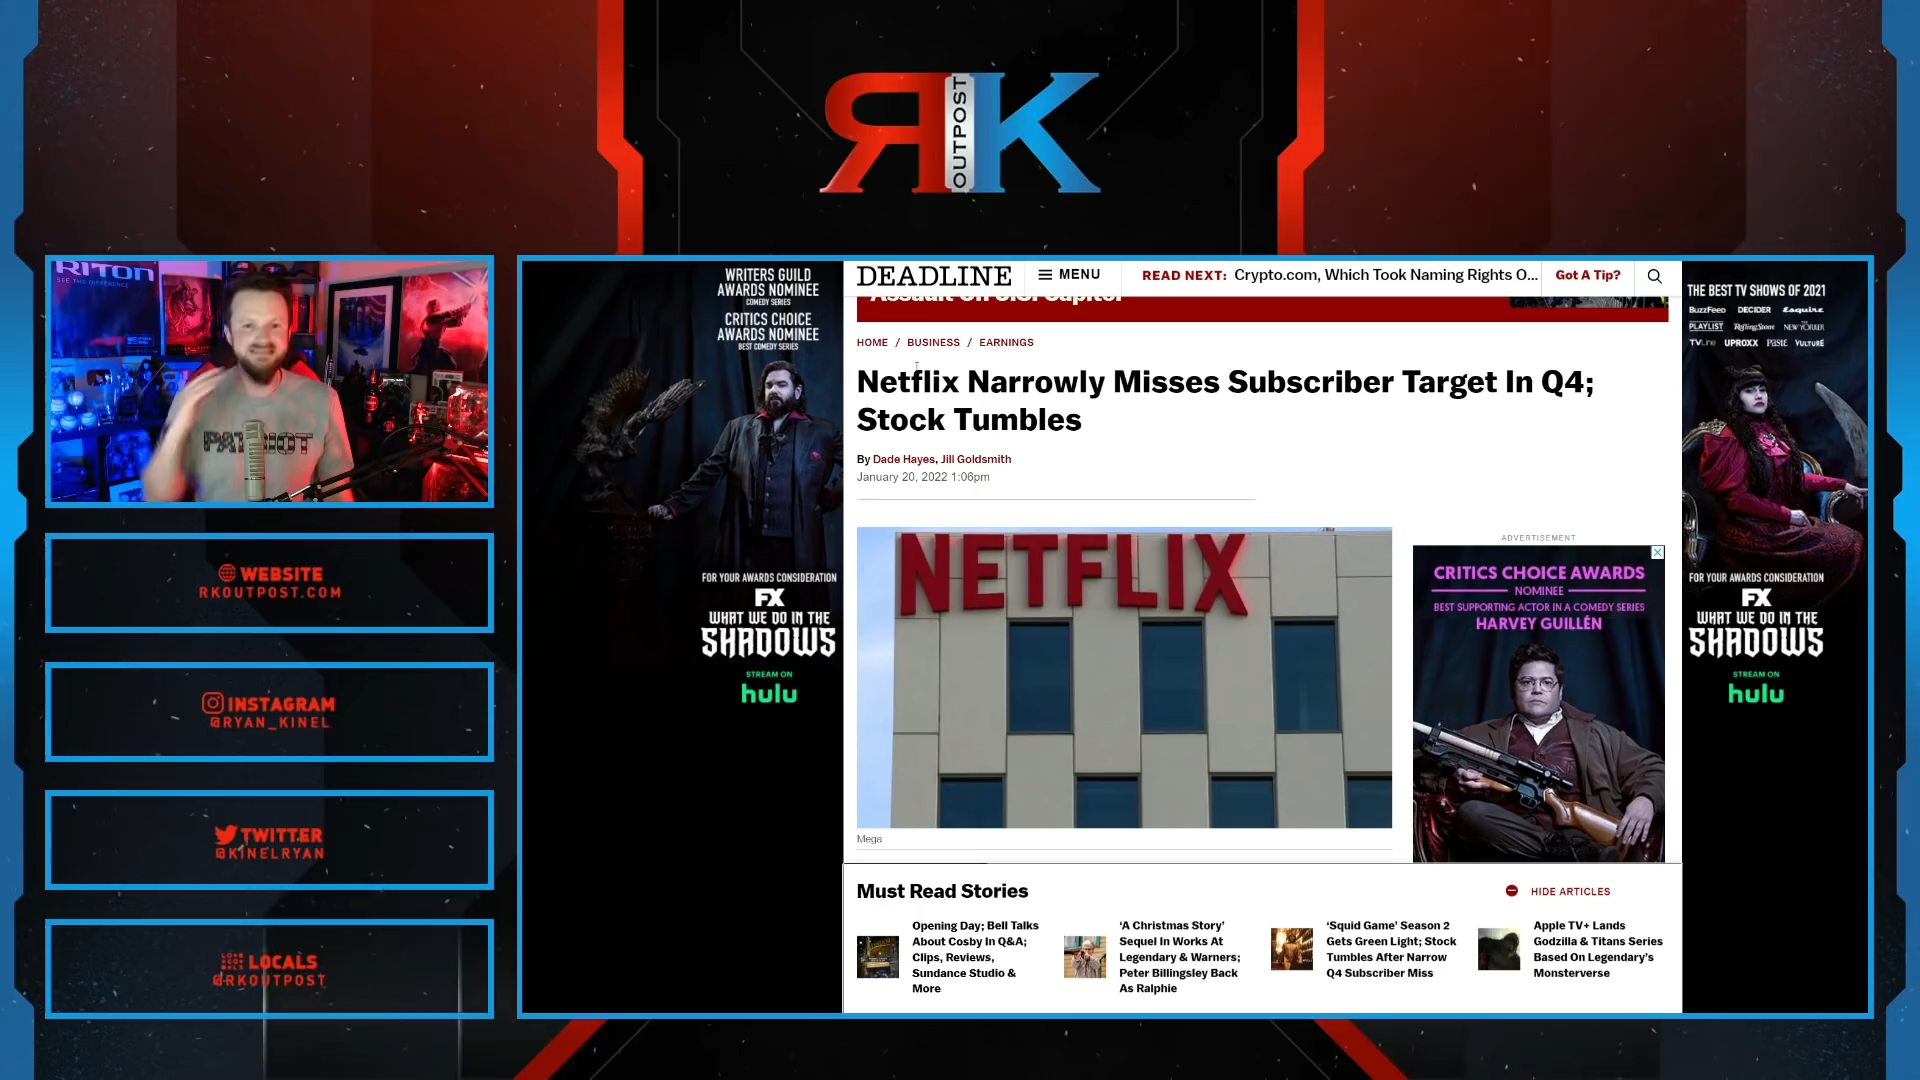 RK
OUTPOST
RITON
SEE THE DIFFERENCE
PATRIOT
WEBSITE
RKOUTPOST.COM
INSTAGRAM
@RYAN_KINEL
TWITTER
@KINELRYAN
LOCALS
@RKOUTPOST
WRITERS GUILD
AWARDS NOMINEE
COMEDY SERIES
CRITICS CHOICE
AWARDS NOMINEE
BEST COMEDY SERIES
FOR YOUR AWARDS CONSIDERATION
FX
WHAT WE DO IN THE
SHADOWS
STREAM ON
hulu
DEADLINE
MENU
READ NEXT: Crypto.com, Which Took Naming Rights O...
Got A Tip?
Assault On U.S. Capitol
HOME / BUSINESS / EARNINGS
Netflix Narrowly Misses Subscriber Target In Q4;
Stock Tumbles
By Dade Hayes, Jill Goldsmith
January 20, 2022 1:06pm
NETFLIX
Mega
ADVERTISEMENT
CRITICS CHOICE AWARDS
NOMINEE
BEST SUPPORTING ACTOR IN A COMEDY SERIES
HARVEY GUILLÉN
Must Read Stories
HIDE ARTICLES
Opening Day; Bell Talks
About Cosby In Q&A;
Clips, Reviews,
Sundance Studio &
More
‘A Christmas Story’
Sequel In Works At
Legendary & Warners;
Peter Billingsley Back
As Ralphie
‘Squid Game’ Season 2
Gets Green Light; Stock
Tumbles After Narrow
Q4 Subscriber Miss
Apple TV+ Lands
Godzilla & Titans Series
Based On Legendary’s
Monsterverse
THE BEST TV SHOWS OF 2021
BuzzFeed DECIDER Esquire
PLAYLIST RollingStone NEW YORKER
TVLine UPROXX Paste VULTURE
FOR YOUR AWARDS CONSIDERATION
FX
WHAT WE DO IN THE
SHADOWS
STREAM ON
hulu